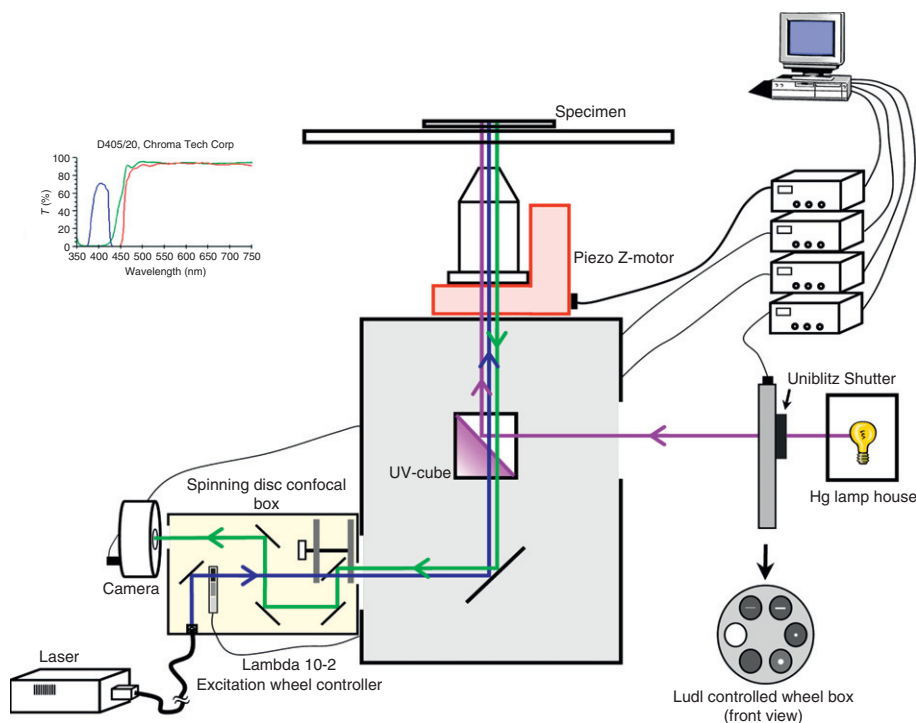 Specimen
D405/20, Chroma Tech Corp
100
80
60
40
20
0
T (%)
350 400 450 500 550 600 650 700 750
Wavelength (nm)
Piezo Z-motor
Uniblitz Shutter
UV-cube
Hg lamp house
Spinning disc confocal
box
Camera
Laser
Lambda 10-2
Excitation wheel controller
Ludl controlled wheel box
(front view)